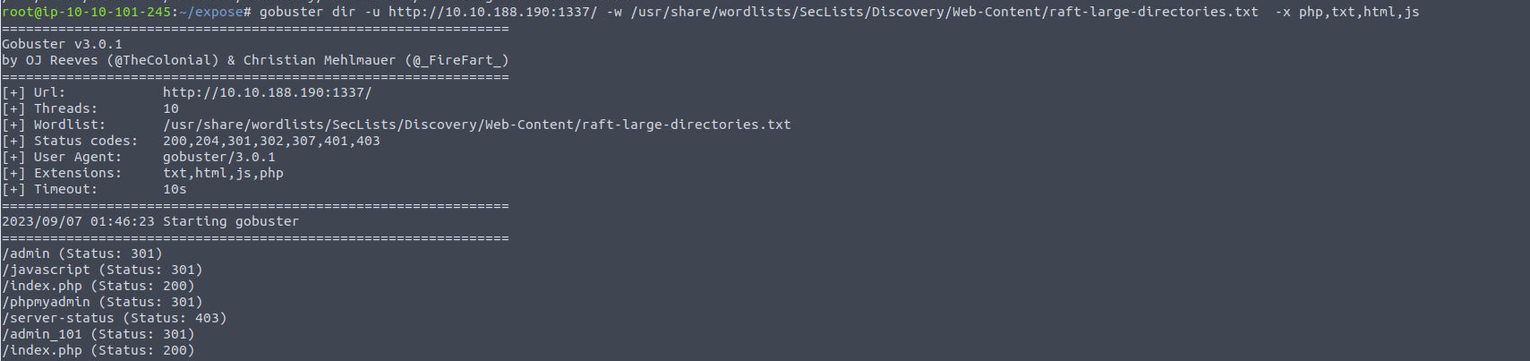 root@ip-10-10-101-245:~/expose# gobuster dir -u http://10.10.188.190:1337/ -w /usr/share/wordlists/SecLists/Discovery/Web-Content/raft-large-directories.txt  -x php,txt,html,js
===============================================================
Gobuster v3.0.1
by OJ Reeves (@TheColonial) & Christian Mehlmauer (@_FireFart_)
===============================================================
[+] Url:            http://10.10.188.190:1337/
[+] Threads:        10
[+] Wordlist:       /usr/share/wordlists/SecLists/Discovery/Web-Content/raft-large-directories.txt
[+] Status codes:   200,204,301,302,307,401,403
[+] User Agent:     gobuster/3.0.1
[+] Extensions:     txt,html,js,php
[+] Timeout:        10s
===============================================================
2023/09/07 01:46:23 Starting gobuster
===============================================================
/admin (Status: 301)
/javascript (Status: 301)
/index.php (Status: 200)
/phpmyadmin (Status: 301)
/server-status (Status: 403)
/admin_101 (Status: 301)
/index.php (Status: 200)